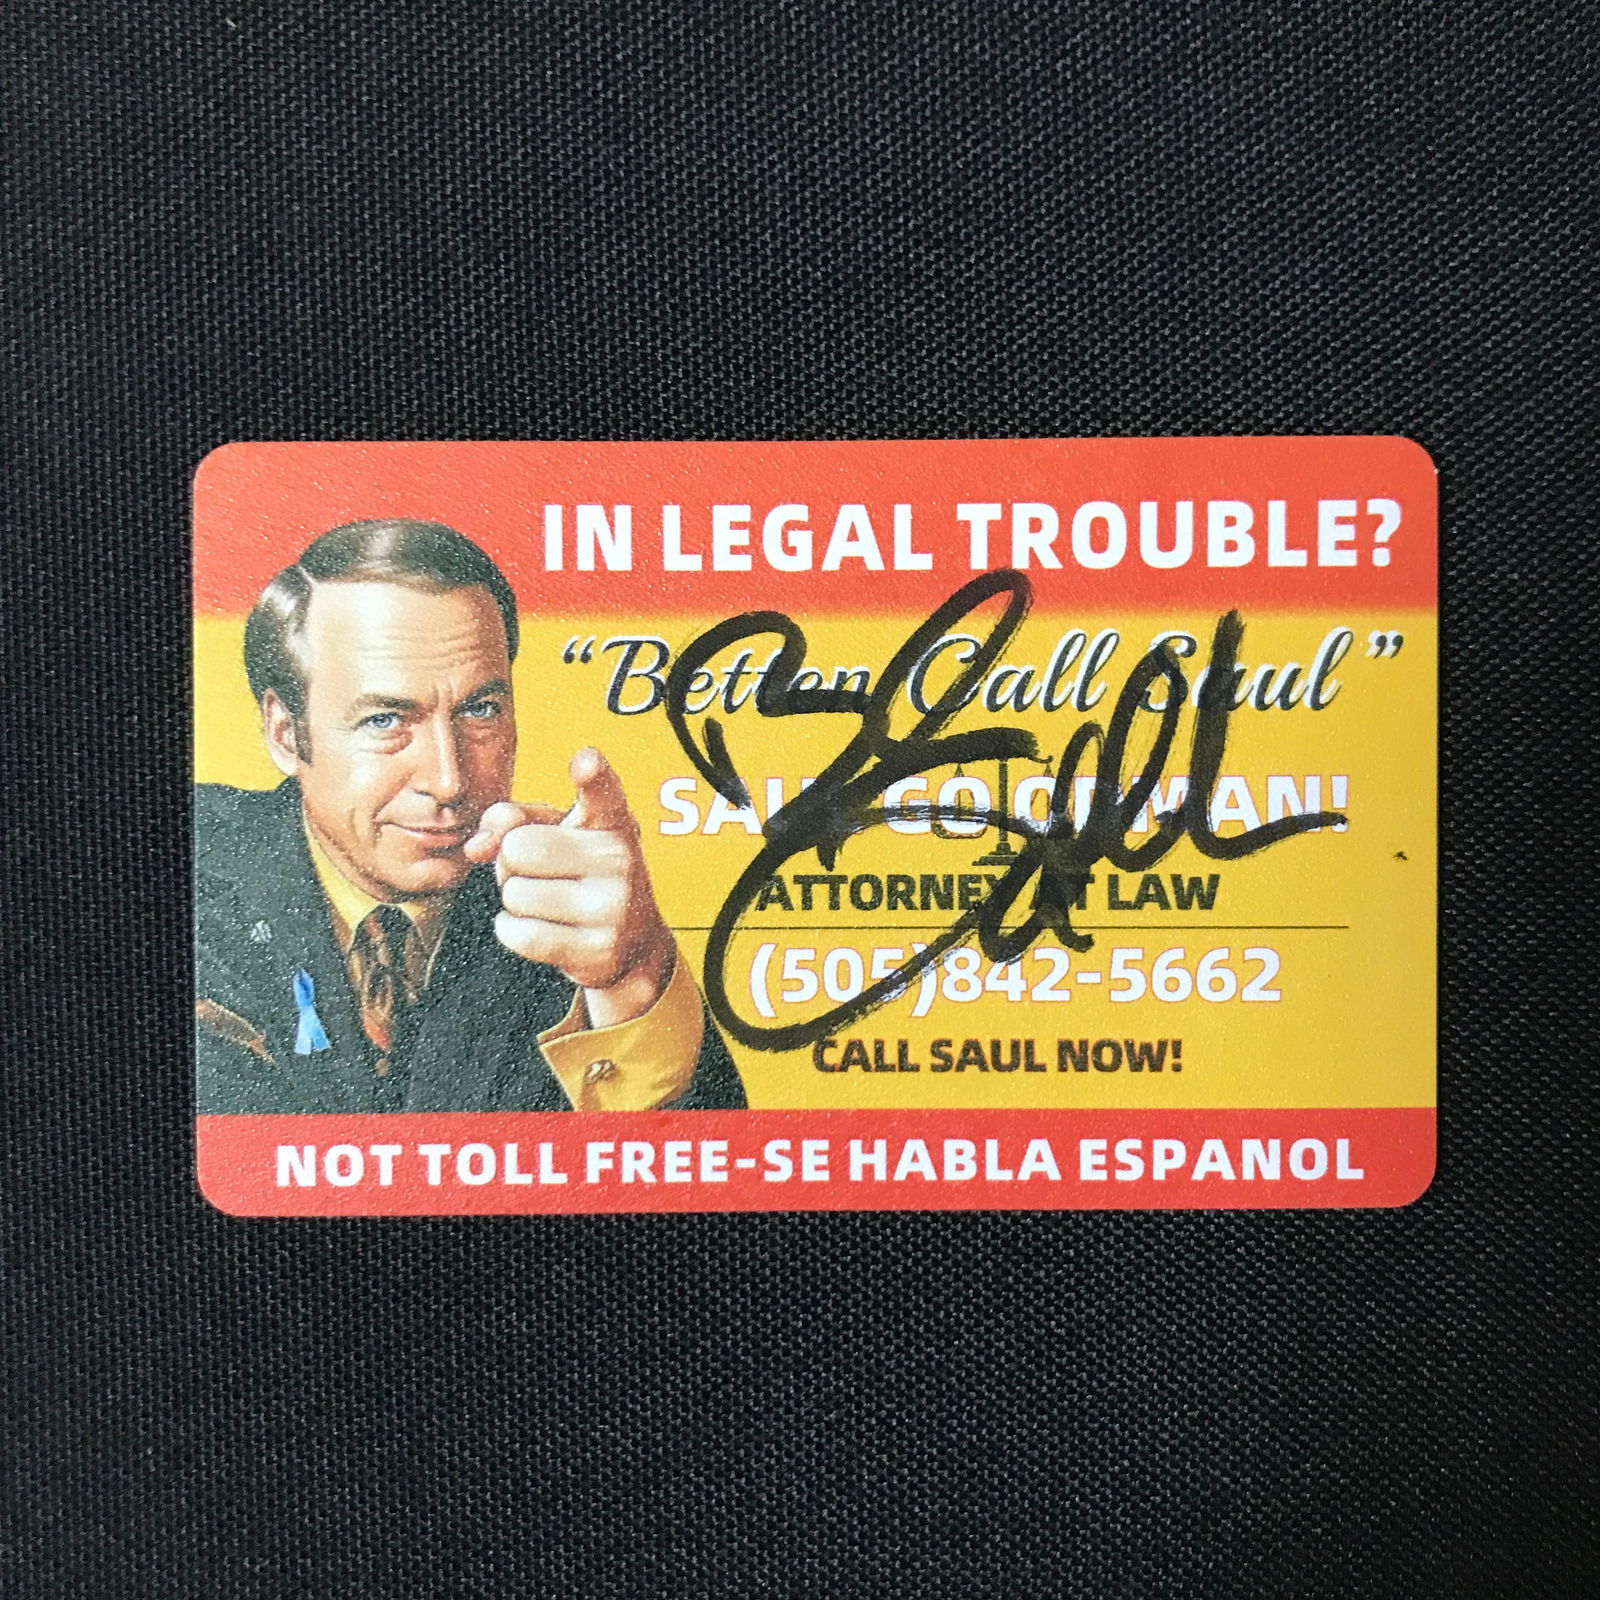 IN LEGAL TROUBLE?
“Better Call Saul”
SAUL GOODMAN!
ATTORNEY AT LAW
(505)842-5662
CALL SAUL NOW!
NOT TOLL FREE-SE HABLA ESPANOL